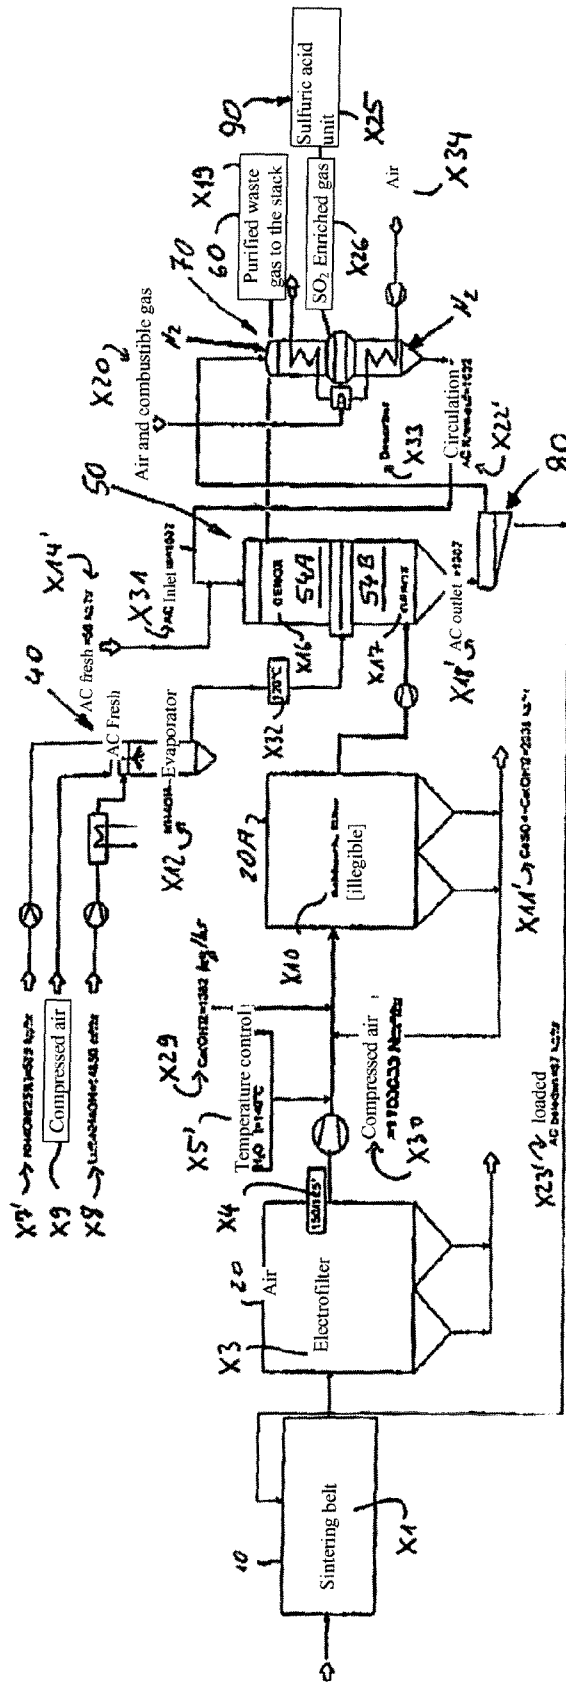 10
Sintering belt
X1
X3
20
Air
Electrofilter
X4
X5'
Temperature control
X29
Compressed air
X30
X7'
X9
Compressed air
X8
X10
20A
[illegible]
X11'
X23'
loaded
40
AC Fresh
X12
Evaporator
X14'
AC fresh
X31
AC Inlet
X32
120°C
50
X16
54A
54B
X17
X18'
AC outlet
X20
Air and combustible gas
N2
70
60
X19
Purified waste
gas to the stack
90
Sulfuric acid
unit
X25
SO2 Enriched gas
X26
Air
X34
N2
X33
Circulation
X22'
80